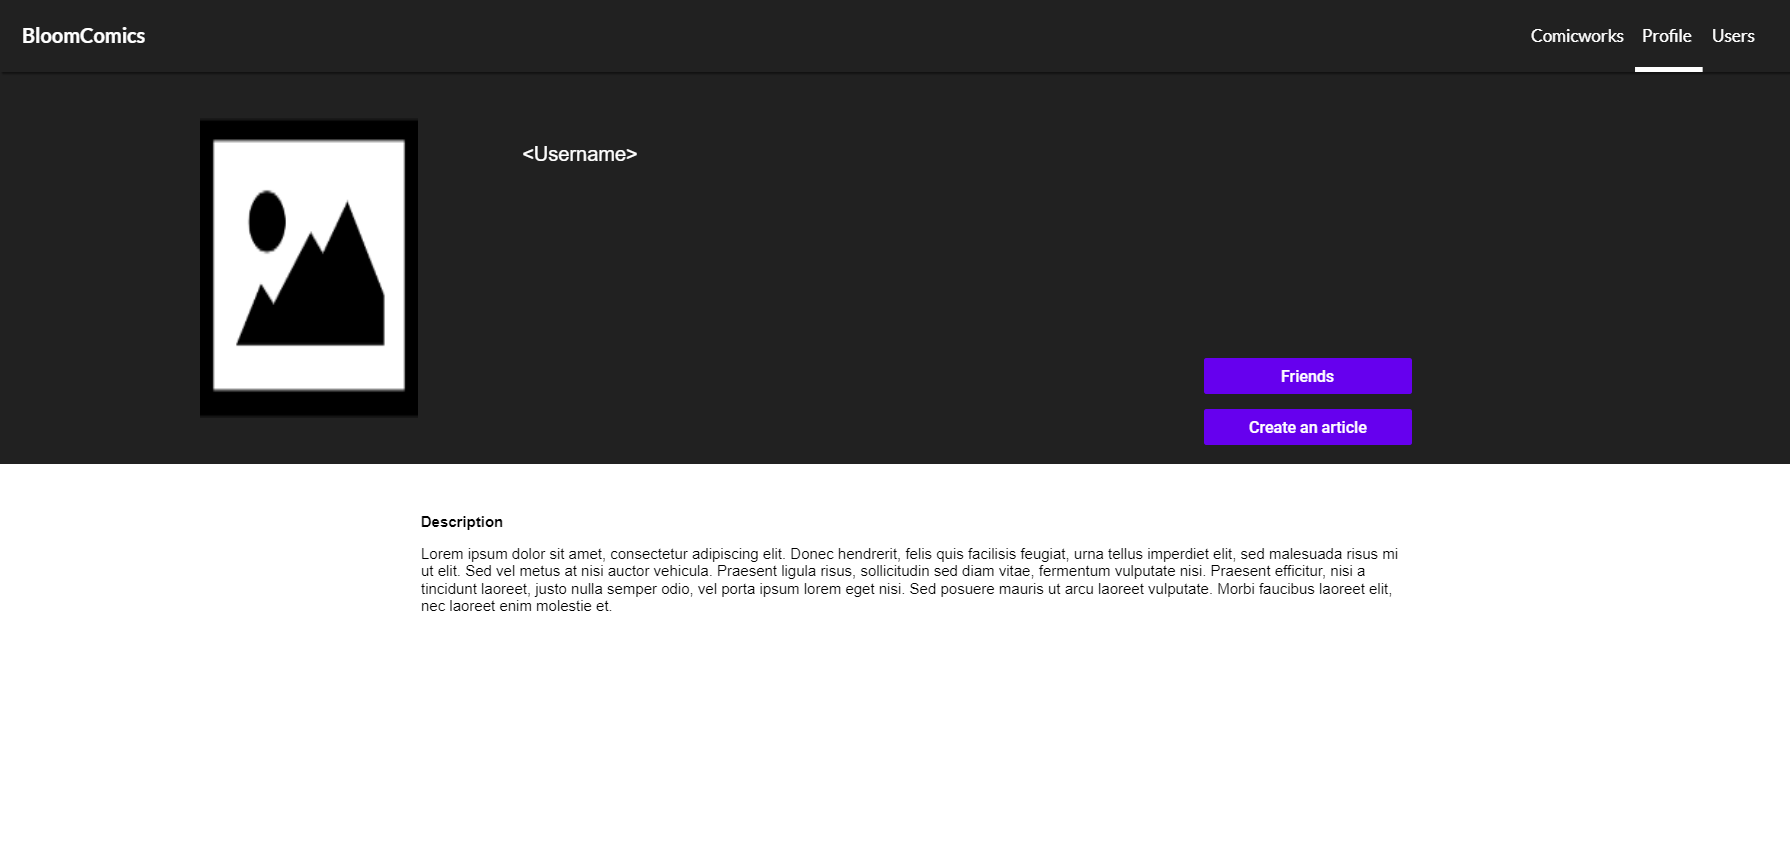 BloomComics
Comicworks
Profile
Users
<Username>
Friends
Create an article
Description
Lorem ipsum dolor sit amet, consectetur adipiscing elit. Donec hendrerit, felis quis facilisis feugiat, urna tellus imperdiet elit, sed malesuada risus mi
ut elit. Sed vel metus at nisi auctor vehicula. Praesent ligula risus, sollicitudin sed diam vitae, fermentum vulputate nisi. Praesent efficitur, nisi a
tincidunt laoreet, justo nulla semper odio, vel porta ipsum lorem eget nisi. Sed posuere mauris ut arcu laoreet vulputate. Morbi faucibus laoreet elit,
nec laoreet enim molestie et.